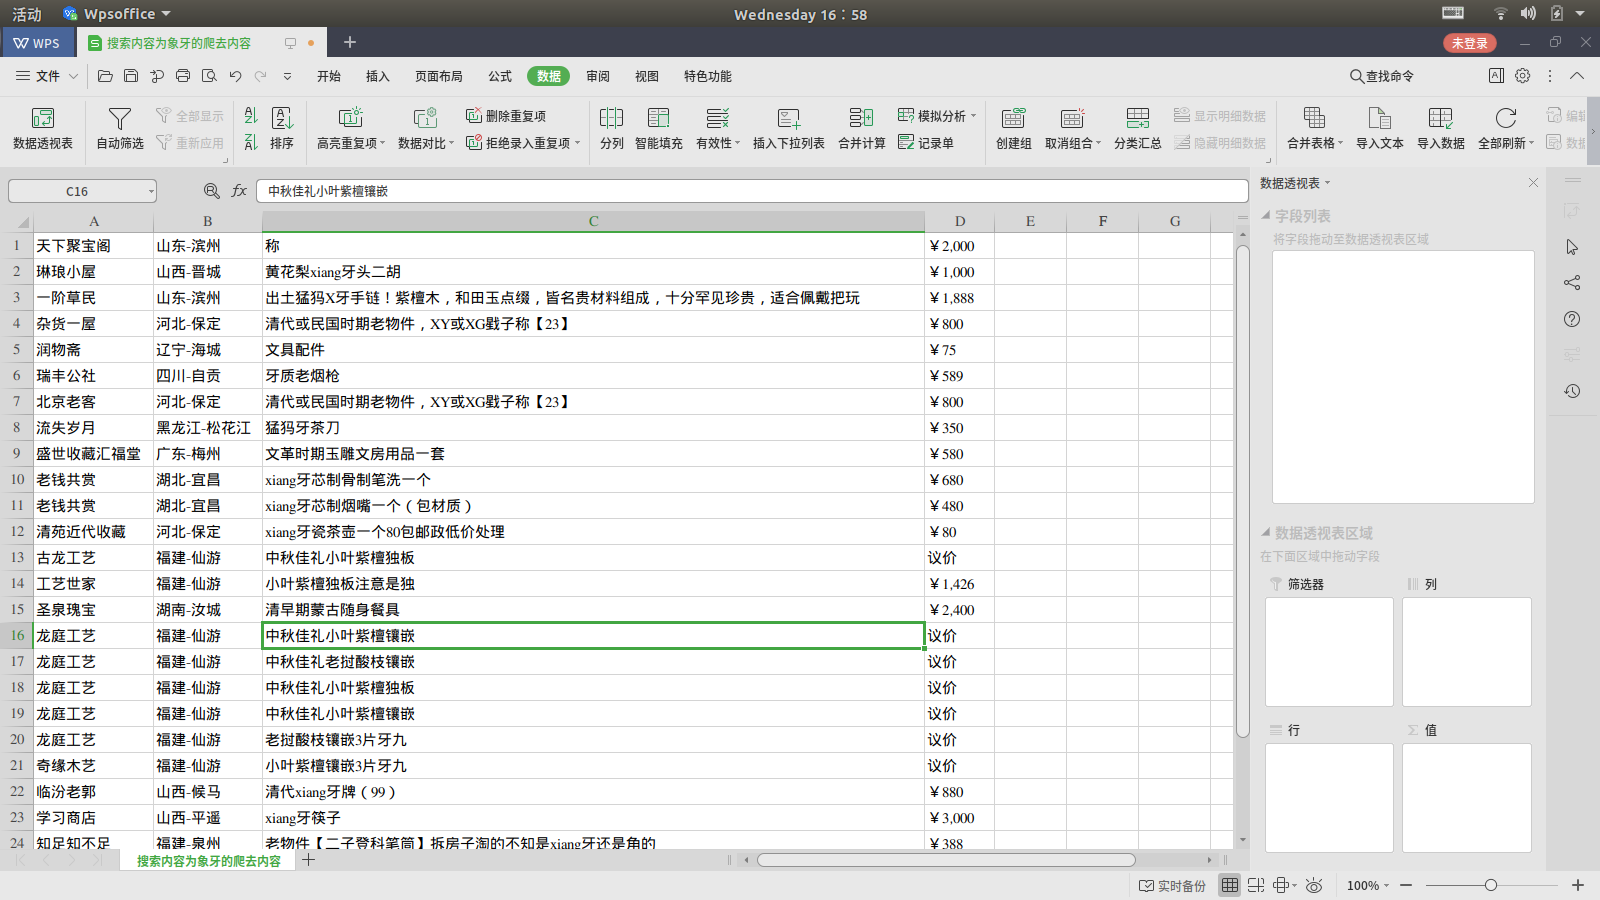 活动 Wpsoffice Wednesday 16：58
WPS 搜索内容为象牙的爬去内容 + 未登录
文件 开始 插入 页面布局 公式 数据 审阅 视图 特色功能 查找命令
数据透视表 自动筛选 全部显示 重新应用 排序 高亮重复项 数据对比 删除重复项 拒绝录入重复项 分列 智能填充 有效性 插入下拉列表 合并计算 模拟分析 记录单 创建组 取消组合 分类汇总 显示明细数据 隐藏明细数据 合并表格 导入文本 导入数据 全部刷新
C16 fx 中秋佳礼小叶紫檀镶嵌
数据透视表
A B C D E F G
1 天下聚宝阁 山东-滨州 称 ￥2,000
2 琳琅小屋 山西-晋城 黄花梨xiang牙头二胡 ￥1,000
3 一阶草民 山东-滨州 出土猛犸X牙手链！紫檀木，和田玉点缀，皆名贵材料组成，十分罕见珍贵，适合佩戴把玩 ￥1,888
4 杂货一屋 河北-保定 清代或民国时期老物件，XY或XG戥子称【23】 ￥800
5 润物斋 辽宁-海城 文具配件 ￥75
6 瑞丰公社 四川-自贡 牙质老烟枪 ￥589
7 北京老客 河北-保定 清代或民国时期老物件，XY或XG戥子称【23】 ￥800
8 流失岁月 黑龙江-松花江 猛犸牙茶刀 ￥350
9 盛世收藏汇福堂 广东-梅州 文革时期玉雕文房用品一套 ￥580
10 老钱共赏 湖北-宜昌 xiang牙芯制骨制笔洗一个 ￥680
11 老钱共赏 湖北-宜昌 xiang牙芯制烟嘴一个（包材质） ￥480
12 清苑近代收藏 河北-保定 xiang牙瓷茶壶一个80包邮政低价处理 ￥80
13 古龙工艺 福建-仙游 中秋佳礼小叶紫檀独板 议价
14 工艺世家 福建-仙游 小叶紫檀独板注意是独 ￥1,426
15 圣泉瑰宝 湖南-汝城 清早期蒙古随身餐具 ￥2,400
16 龙庭工艺 福建-仙游 中秋佳礼小叶紫檀镶嵌 议价
17 龙庭工艺 福建-仙游 中秋佳礼老挝酸枝镶嵌 议价
18 龙庭工艺 福建-仙游 中秋佳礼小叶紫檀独板 议价
19 龙庭工艺 福建-仙游 中秋佳礼小叶紫檀镶嵌 议价
20 龙庭工艺 福建-仙游 老挝酸枝镶嵌3片牙九 议价
21 奇缘木艺 福建-仙游 小叶紫檀镶嵌3片牙九 议价
22 临汾老郭 山西-候马 清代xiang牙牌（99） ￥880
23 学习商店 山西-平遥 xiang牙筷子 ￥3,000
24 知足知不足 福建-泉州 老物件【二子登科笔筒】拆房子淘的不知是xiang牙还是角的 ￥388
字段列表
将字段拖动至数据透视表区域
数据透视表区域
在下面区域中拖动字段
筛选器 列
行 值
搜索内容为象牙的爬去内容 +
实时备份 100% − +